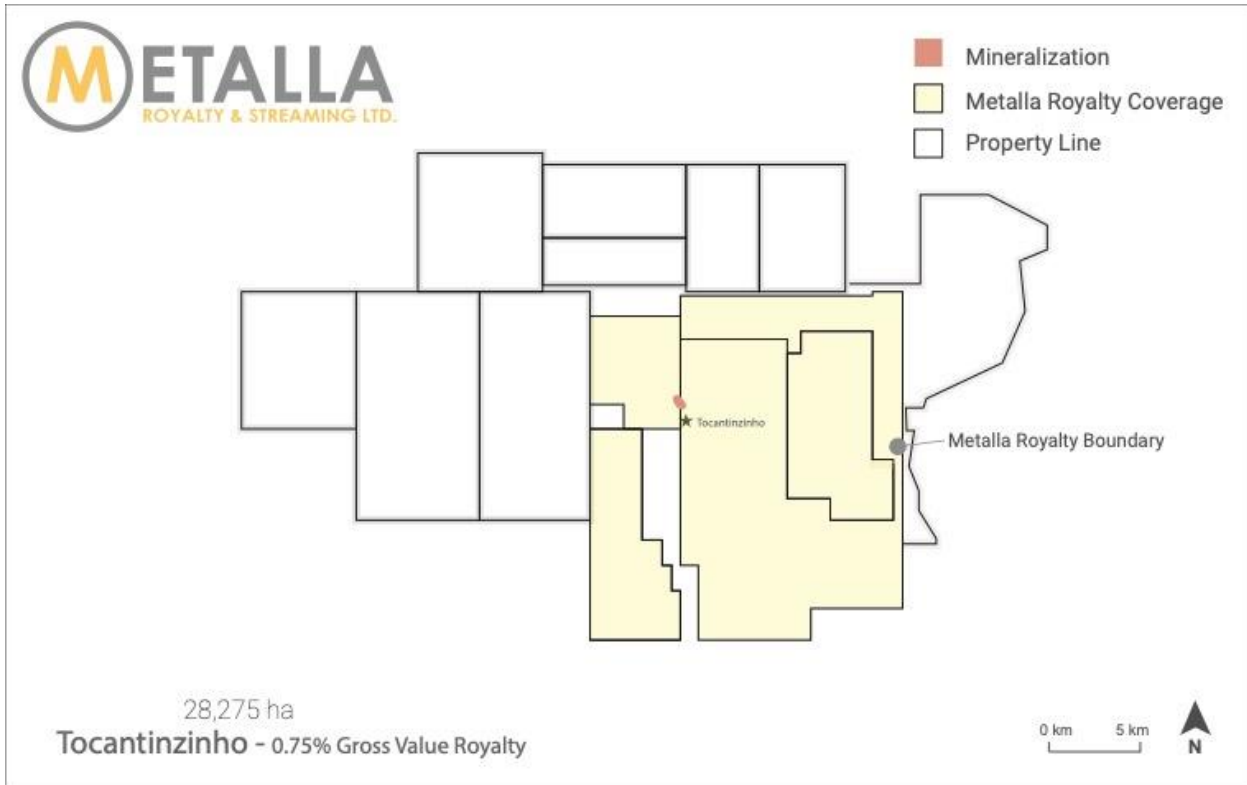 METALLA
ROYALTY & STREAMING LTD.
Mineralization
Metalla Royalty Coverage
Property Line
Tocantinzinho
Metalla Royalty Boundary
28,275 ha
Tocantinzinho - 0.75% Gross Value Royalty
0 km 5 km
N